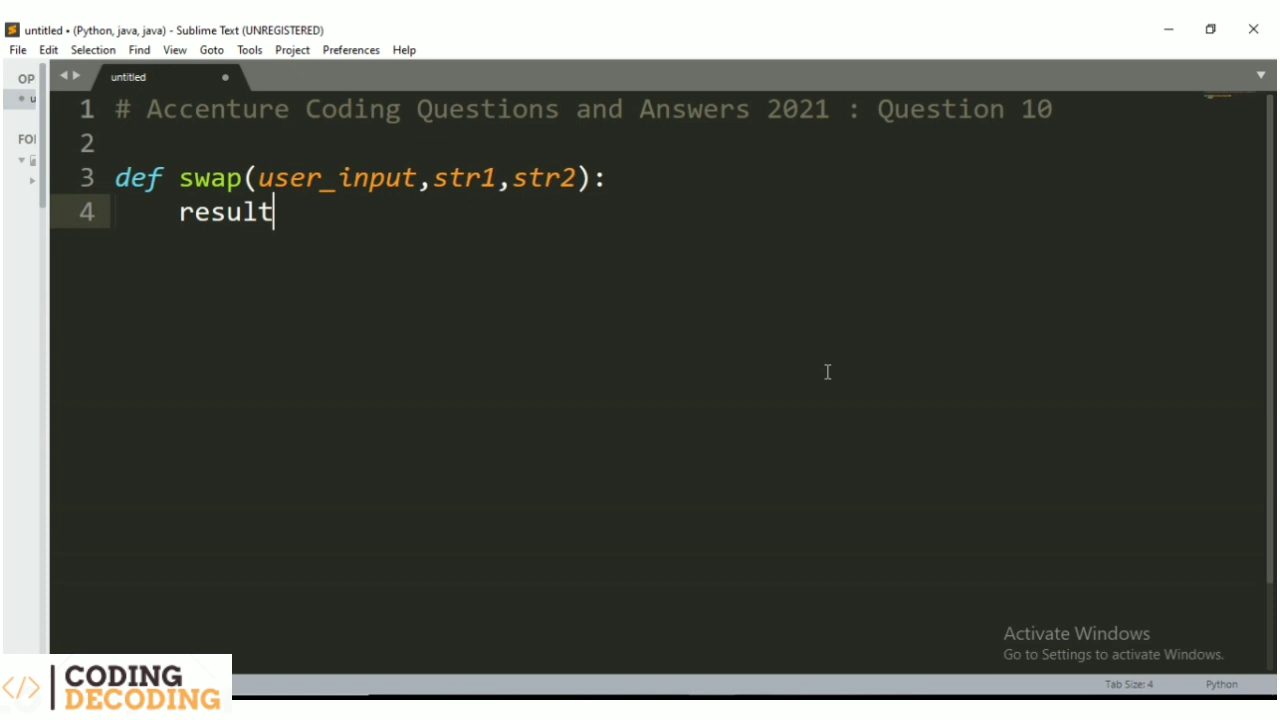 untitled • (Python, java, java) - Sublime Text (UNREGISTERED)
File Edit Selection Find View Goto Tools Project Preferences Help
OP
untitled
u
FOI
1 # Accenture Coding Questions and Answers 2021 : Question 10
2
3 def swap(user_input,str1,str2):
4 result
Activate Windows
Go to Settings to activate Windows.
Tab Size: 4 Python
</> CODING
DECODING